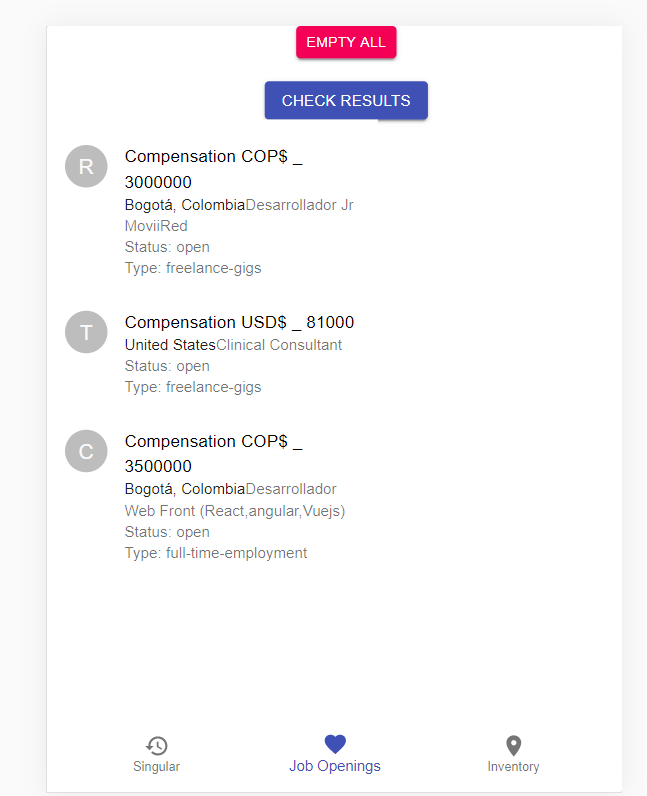 EMPTY ALL
CHECK RESULTS
R
Compensation COP$ _
3000000
Bogotá, ColombiaDesarrollador Jr
MoviiRed
Status: open
Type: freelance-gigs
T
Compensation USD$ _ 81000
United StatesClinical Consultant
Status: open
Type: freelance-gigs
C
Compensation COP$ _
3500000
Bogotá, ColombiaDesarrollador
Web Front (React,angular,Vuejs)
Status: open
Type: full-time-employment
Singular
Job Openings
Inventory